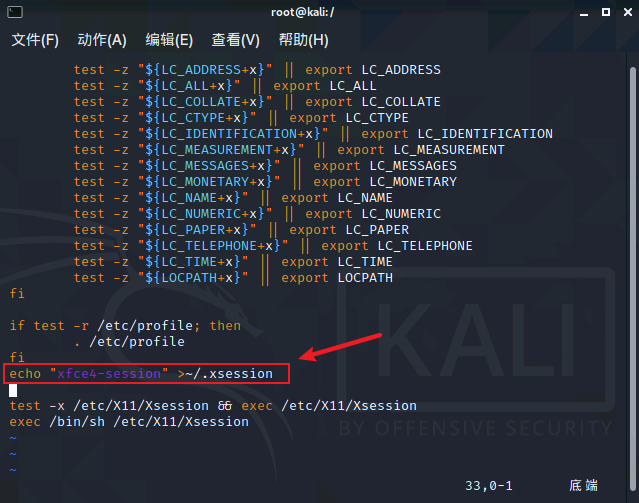 root@kali:/
文件(F) 动作(A) 编辑(E) 查看(V) 帮助(H)
test -z "${LC_ADDRESS+x}" || export LC_ADDRESS
test -z "${LC_ALL+x}" || export LC_ALL
test -z "${LC_COLLATE+x}" || export LC_COLLATE
test -z "${LC_CTYPE+x}" || export LC_CTYPE
test -z "${LC_IDENTIFICATION+x}" || export LC_IDENTIFICATION
test -z "${LC_MEASUREMENT+x}" || export LC_MEASUREMENT
test -z "${LC_MESSAGES+x}" || export LC_MESSAGES
test -z "${LC_MONETARY+x}" || export LC_MONETARY
test -z "${LC_NAME+x}" || export LC_NAME
test -z "${LC_NUMERIC+x}" || export LC_NUMERIC
test -z "${LC_PAPER+x}" || export LC_PAPER
test -z "${LC_TELEPHONE+x}" || export LC_TELEPHONE
test -z "${LC_TIME+x}" || export LC_TIME
test -z "${LOCPATH+x}" || export LOCPATH
fi
if test -r /etc/profile; then
. /etc/profile
fi
echo "xfce4-session" >~/.xsession
test -x /etc/X11/Xsession && exec /etc/X11/Xsession
exec /bin/sh /etc/X11/Xsession
~
~
~
KALI
BY OFFENSIVE SECURITY
33,0-1 底端